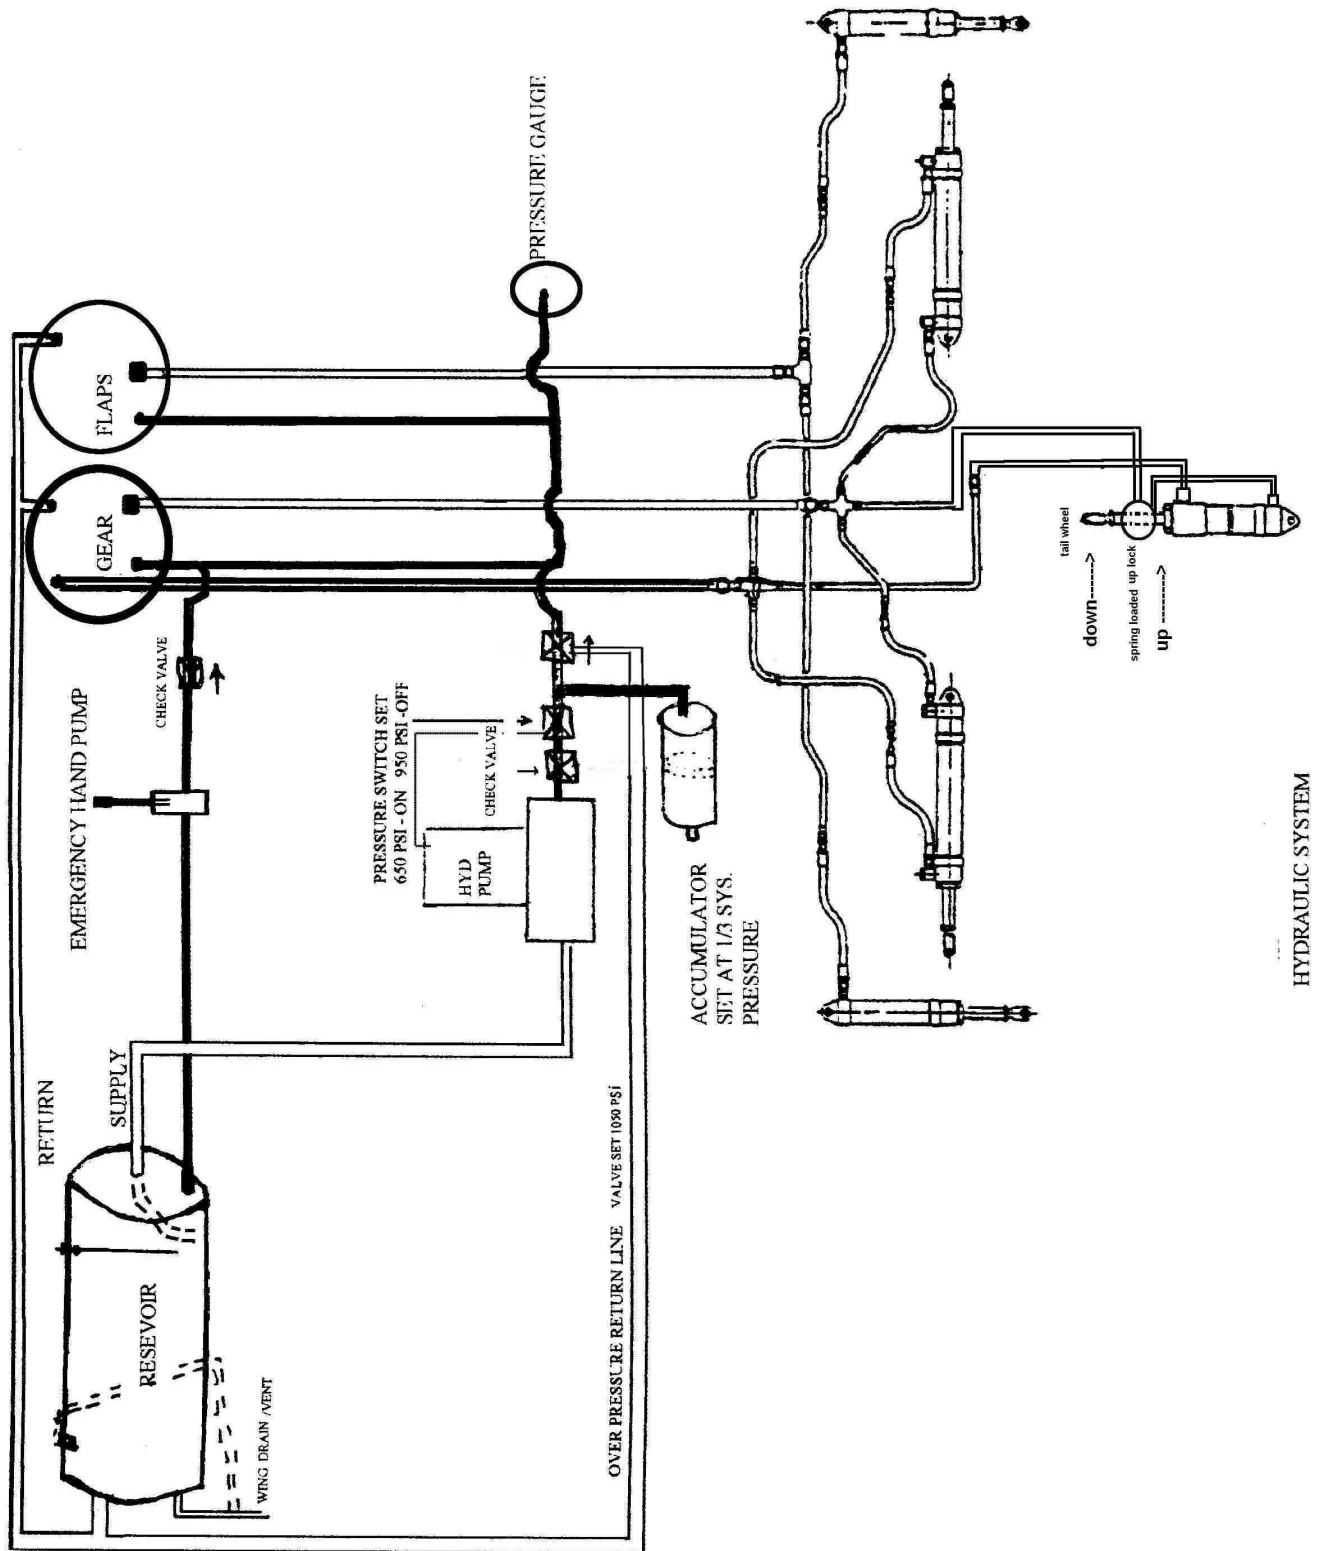 RETURN
SUPPLY
RESEVOIR
WING DRAIN /VENT
EMERGENCY HAND PUMP
CHECK VALVE
GEAR
FLAPS
PRESSURE GAUGE
PRESSURE SWITCH SET
650 PSI - ON 950 PSI -OFF
CHECK VALVE
HYD
PUMP
ACCUMULATOR
SET AT 1/3 SYS.
PRESSURE
OVER PRESSURE RETURN LINE VALVE SET 1050 PSI
tail wheel
down----->
spring loaded up lock
up ------>
HYDRAULIC SYSTEM